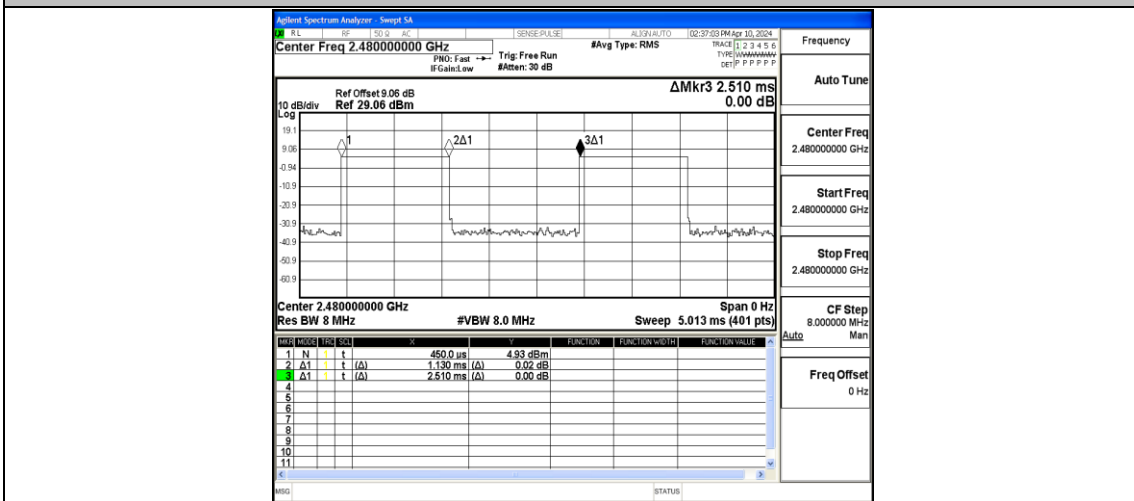 Agilent Spectrum Analyzer - Swept SA
RL RF 50 Ω AC SENSE:PULSE ALIGNAUTO 02:37:03 PM Apr 10, 2024
Center Freq 2.480000000 GHz
PNO: Fast
IFGain:Low
Trig: Free Run
#Atten: 30 dB
#Avg Type: RMS
TRACE 1 2 3 4 5 6
TYPE
DET P P P P P P
Frequency
Auto Tune
Center Freq
2.480000000 GHz
Start Freq
2.480000000 GHz
Stop Freq
2.480000000 GHz
CF Step
8.000000 MHz
Auto Man
Freq Offset
0 Hz
ΔMkr3 2.510 ms
0.00 dB
Ref Offset 9.06 dB
10 dB/div Ref 29.06 dBm
Log
19.1
9.06
-0.94
-10.9
-20.9
-30.9
-40.9
-50.9
-60.9
1 2Δ1 3Δ1
Center 2.480000000 GHz Span 0 Hz
Res BW 8 MHz #VBW 8.0 MHz Sweep 5.013 ms (401 pts)
MKR MODE TRC SCL X Y FUNCTION FUNCTION WIDTH FUNCTION VALUE
1 N 1 t 450.0 us 4.93 dBm
2 Δ1 1 t (Δ) 1.130 ms (Δ) 0.02 dB
3 Δ1 1 t (Δ) 2.510 ms (Δ) 0.00 dB
4
5
6
7
8
9
10
11
MSG STATUS